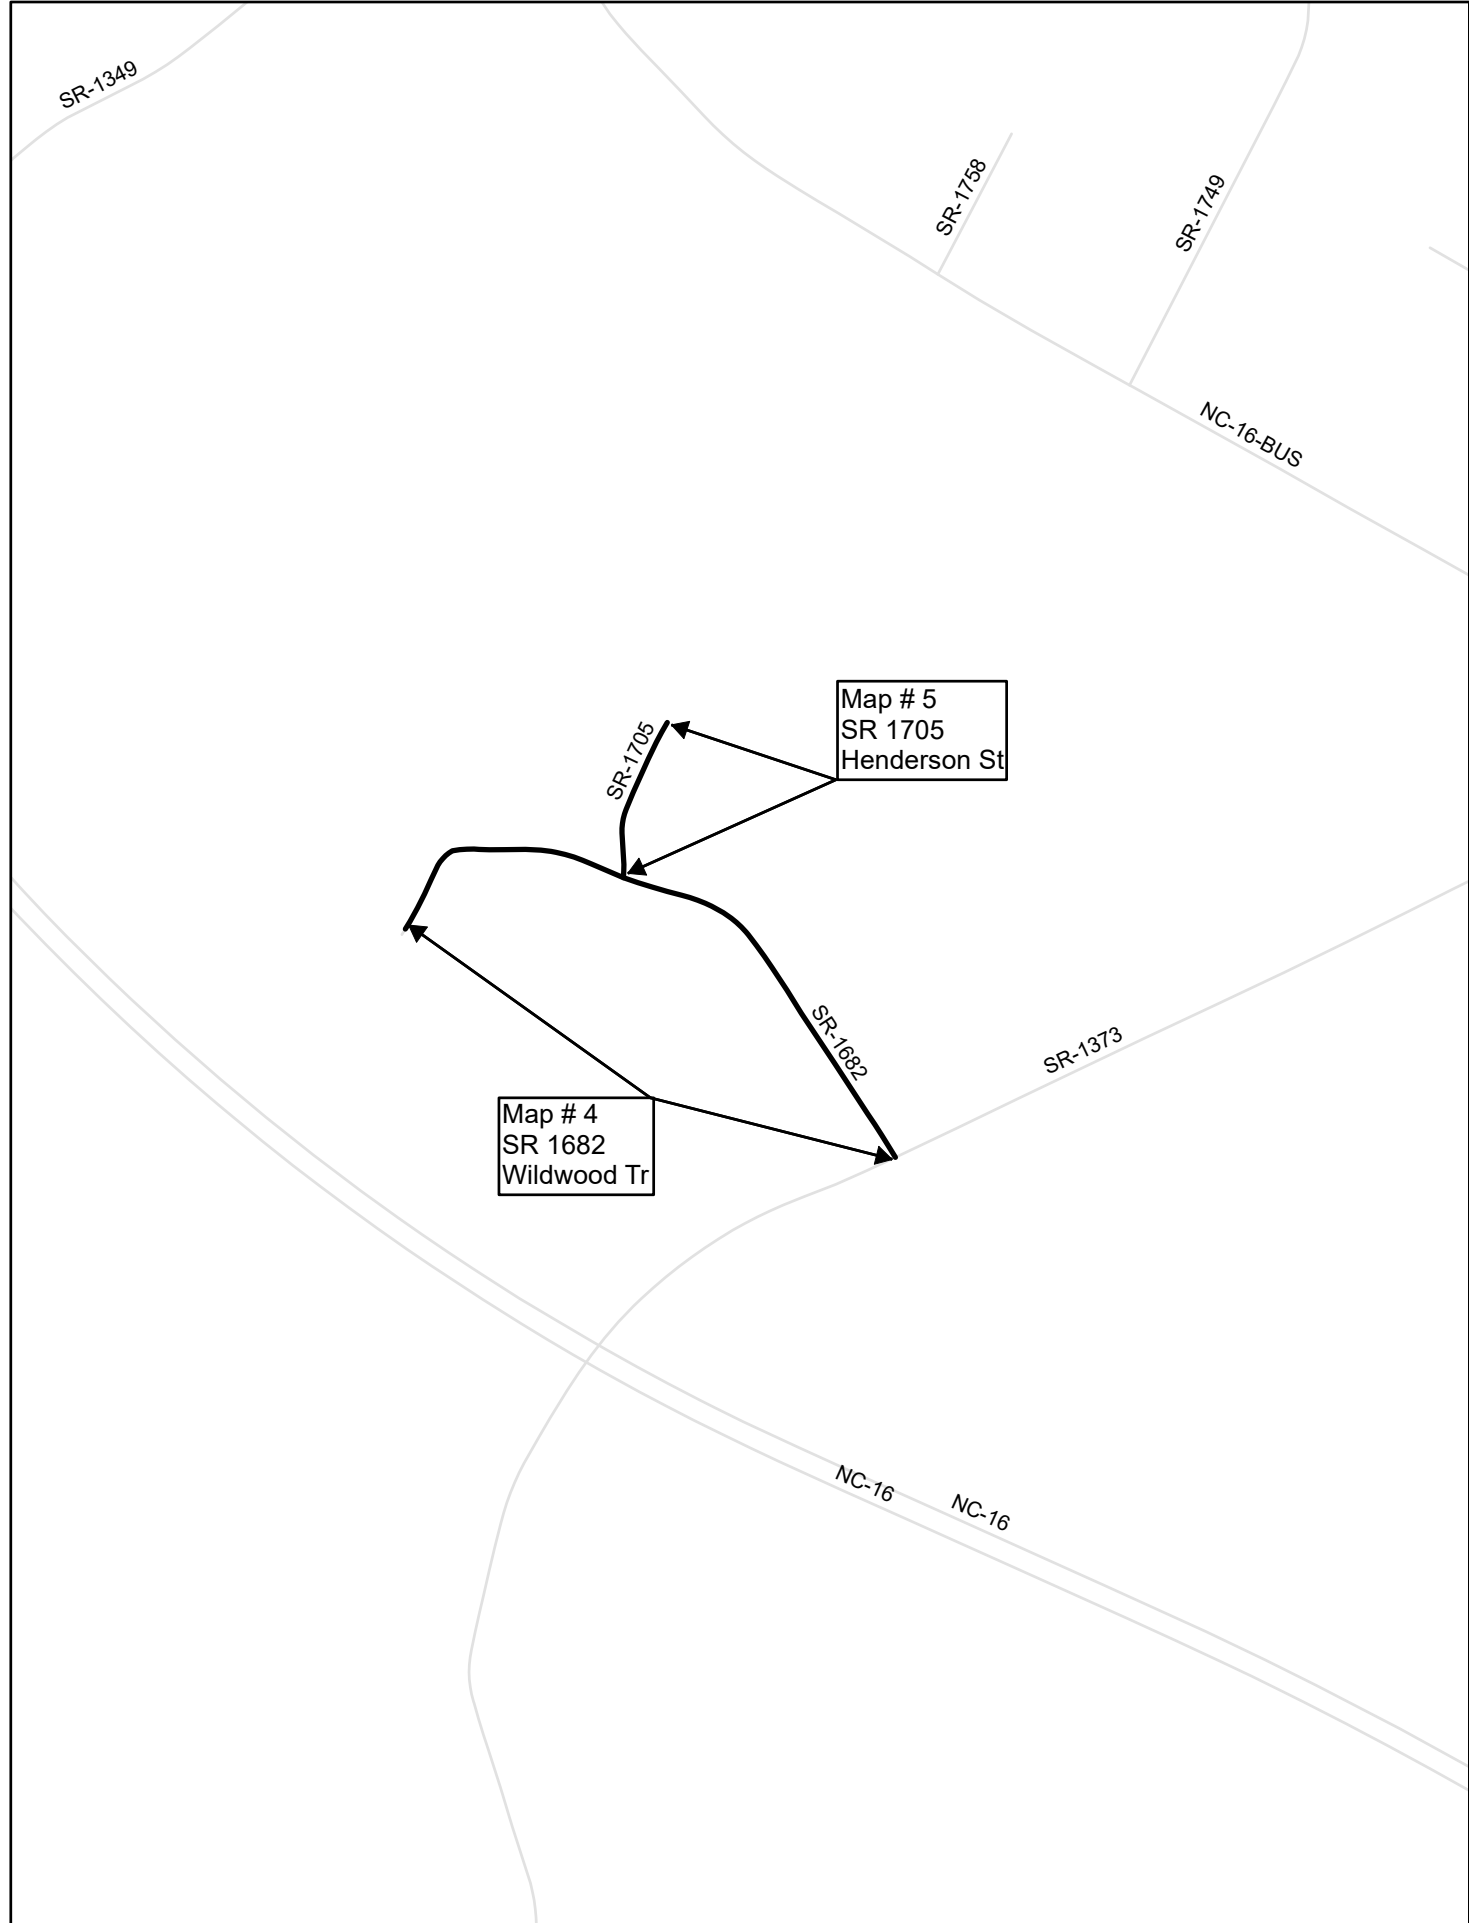 SR-1349
SR-1758
SR-1749
NC-16-BUS
Map # 5
SR 1705
Henderson St
SR-1705
SR-1682
SR-1373
Map # 4
SR 1682
Wildwood Tr
NC-16
NC-16